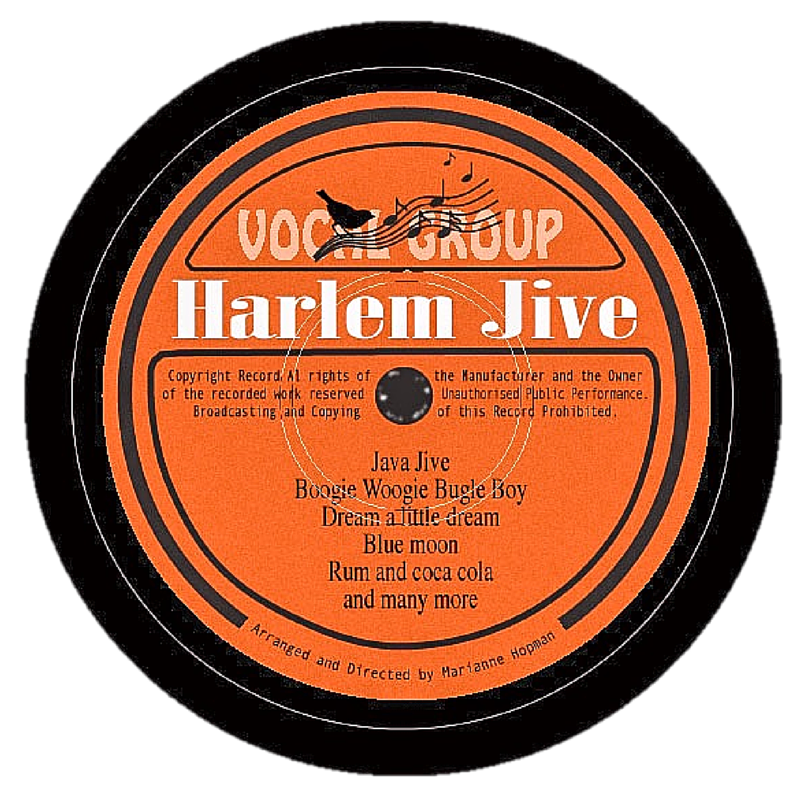 VOCAL GROUP
Harlem Jive
Copyright Record Al rights of the Manufacturer and the Owner
of the recorded work reserved Unauthorised Public Performance.
Broadcasting and Copying of this Record Prohibited.
Java Jive
Boogie Woogie Bugle Boy
Dream a little dream
Blue moon
Rum and coca cola
and many more
Arranged and Directed by Marianne Hopman